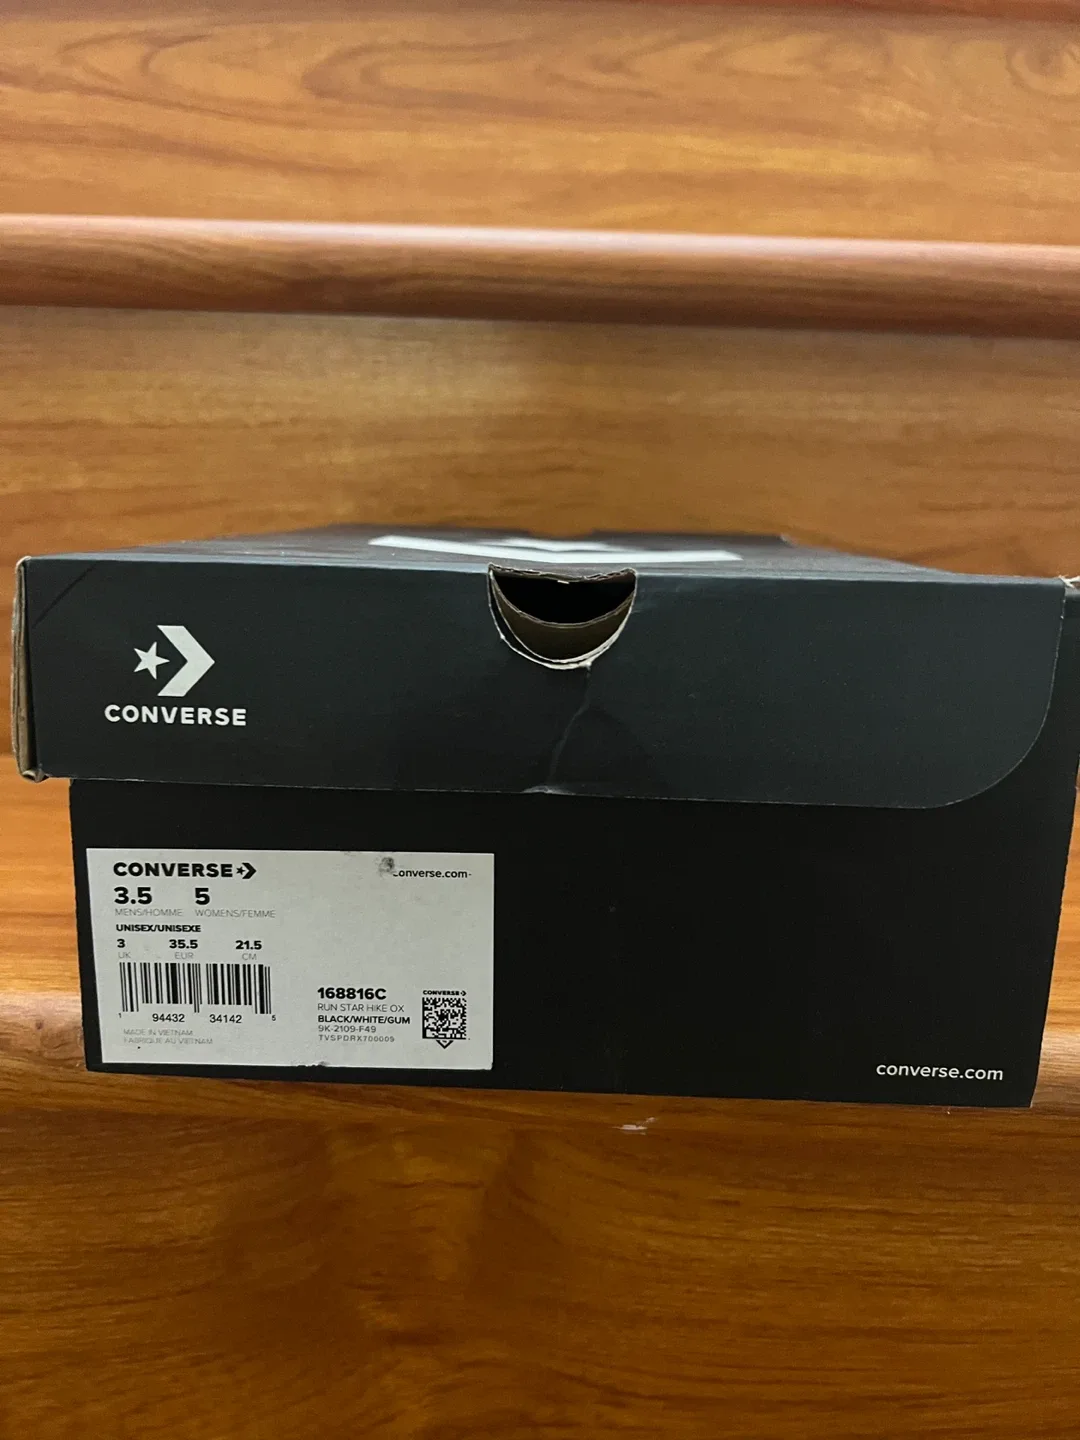 CONVERSE
CONVERSE
converse.com
3.5 5
MENS/HOMME WOMENS/FEMME
UNISEX/UNISEXE
3 35.5 21.5
UK EUR CM
1 94432 34142 5
MADE IN VIETNAM
FABRIQUE AU VIETNAM
168816C
RUN STAR HIKE OX
BLACK/WHITE/GUM
9K-2109-F49
TVSPDRX700009
CONVERSE
converse.com